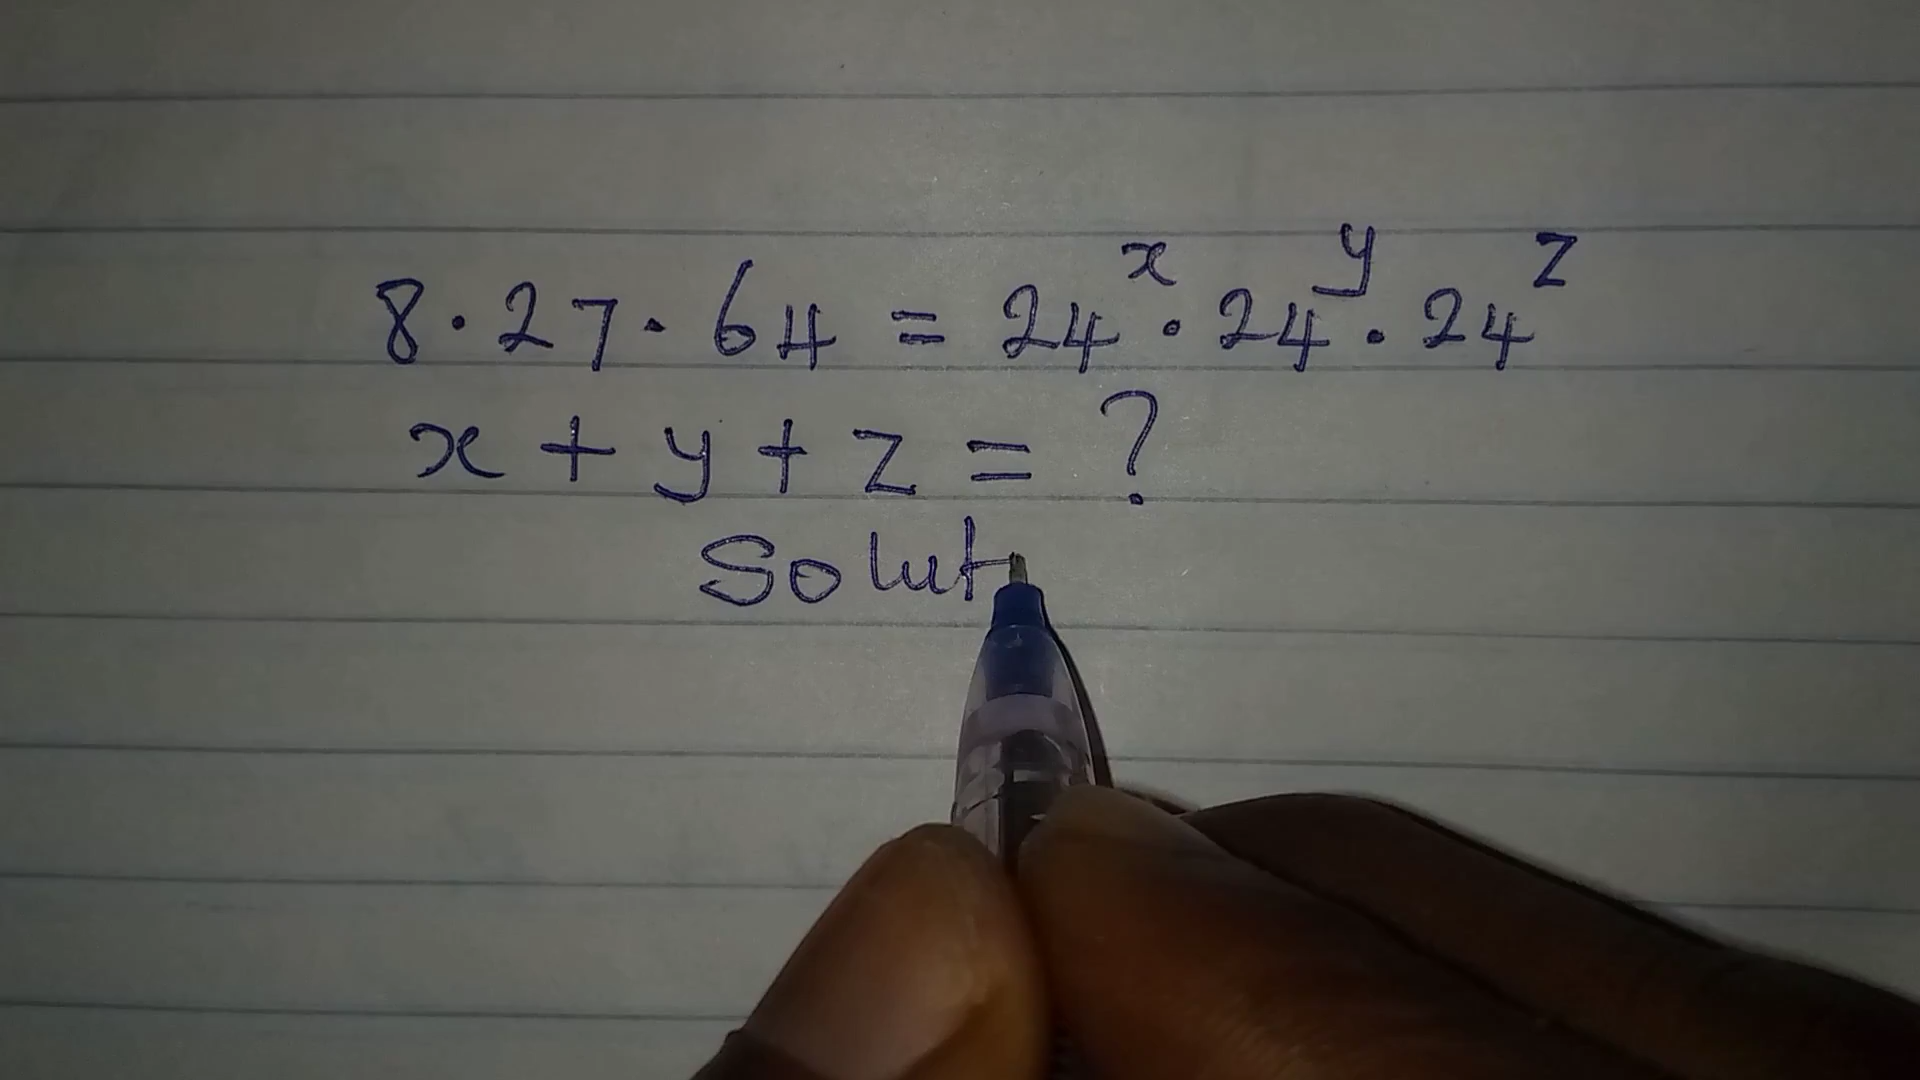 8·27·64 = 24^x·24^y·24^z
x + y + z = ?
Solut